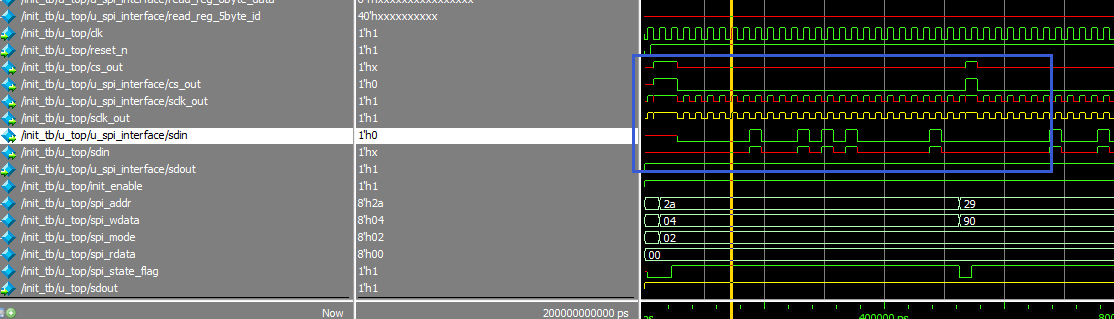 /init_tb/u_top/u_spi_interface/read_reg_5byte_id 40'hxxxxxxxxxx
/init_tb/u_top/clk 1'h1
/init_tb/u_top/reset_n 1'h1
/init_tb/u_top/cs_out 1'hx
/init_tb/u_top/u_spi_interface/cs_out 1'h0
/init_tb/u_top/u_spi_interface/sclk_out 1'h1
/init_tb/u_top/sclk_out 1'h1
/init_tb/u_top/u_spi_interface/sdin 1'h0
/init_tb/u_top/sdin 1'hx
/init_tb/u_top/u_spi_interface/sdout 1'h1
/init_tb/u_top/init_enable 1'h1
/init_tb/u_top/spi_addr 8'h2a 2a 29
/init_tb/u_top/spi_wdata 8'h04 04 90
/init_tb/u_top/spi_mode 8'h02 02
/init_tb/u_top/spi_rdata 8'h00 00
/init_tb/u_top/spi_state_flag 1'h1
/init_tb/u_top/sdout 1'h1
Now 200000000000 ps 400000 ps 800